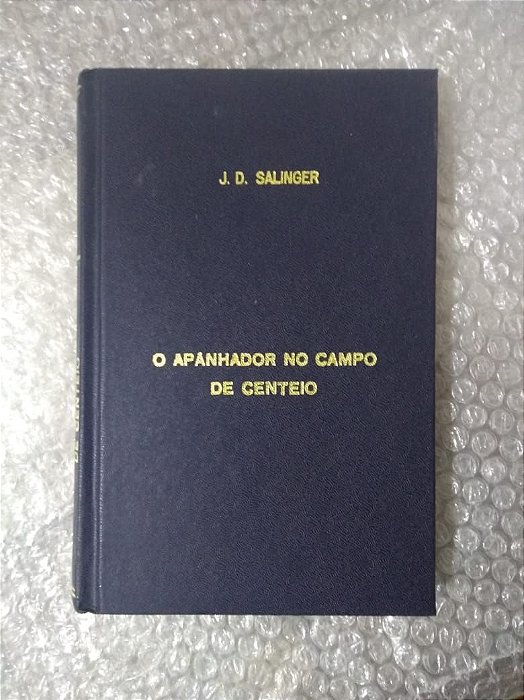 J. D. SALINGER
O APANHADOR NO CAMPO
DE CENTEIO